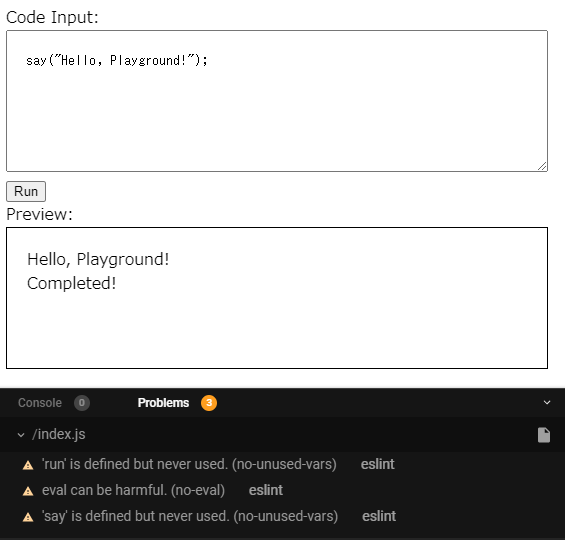 Code Input:
say("Hello, Playground!");
Run
Preview:
Hello, Playground!
Completed!
Console 0 Problems 3
/index.js
'run' is defined but never used. (no-unused-vars) eslint
eval can be harmful. (no-eval) eslint
'say' is defined but never used. (no-unused-vars) eslint